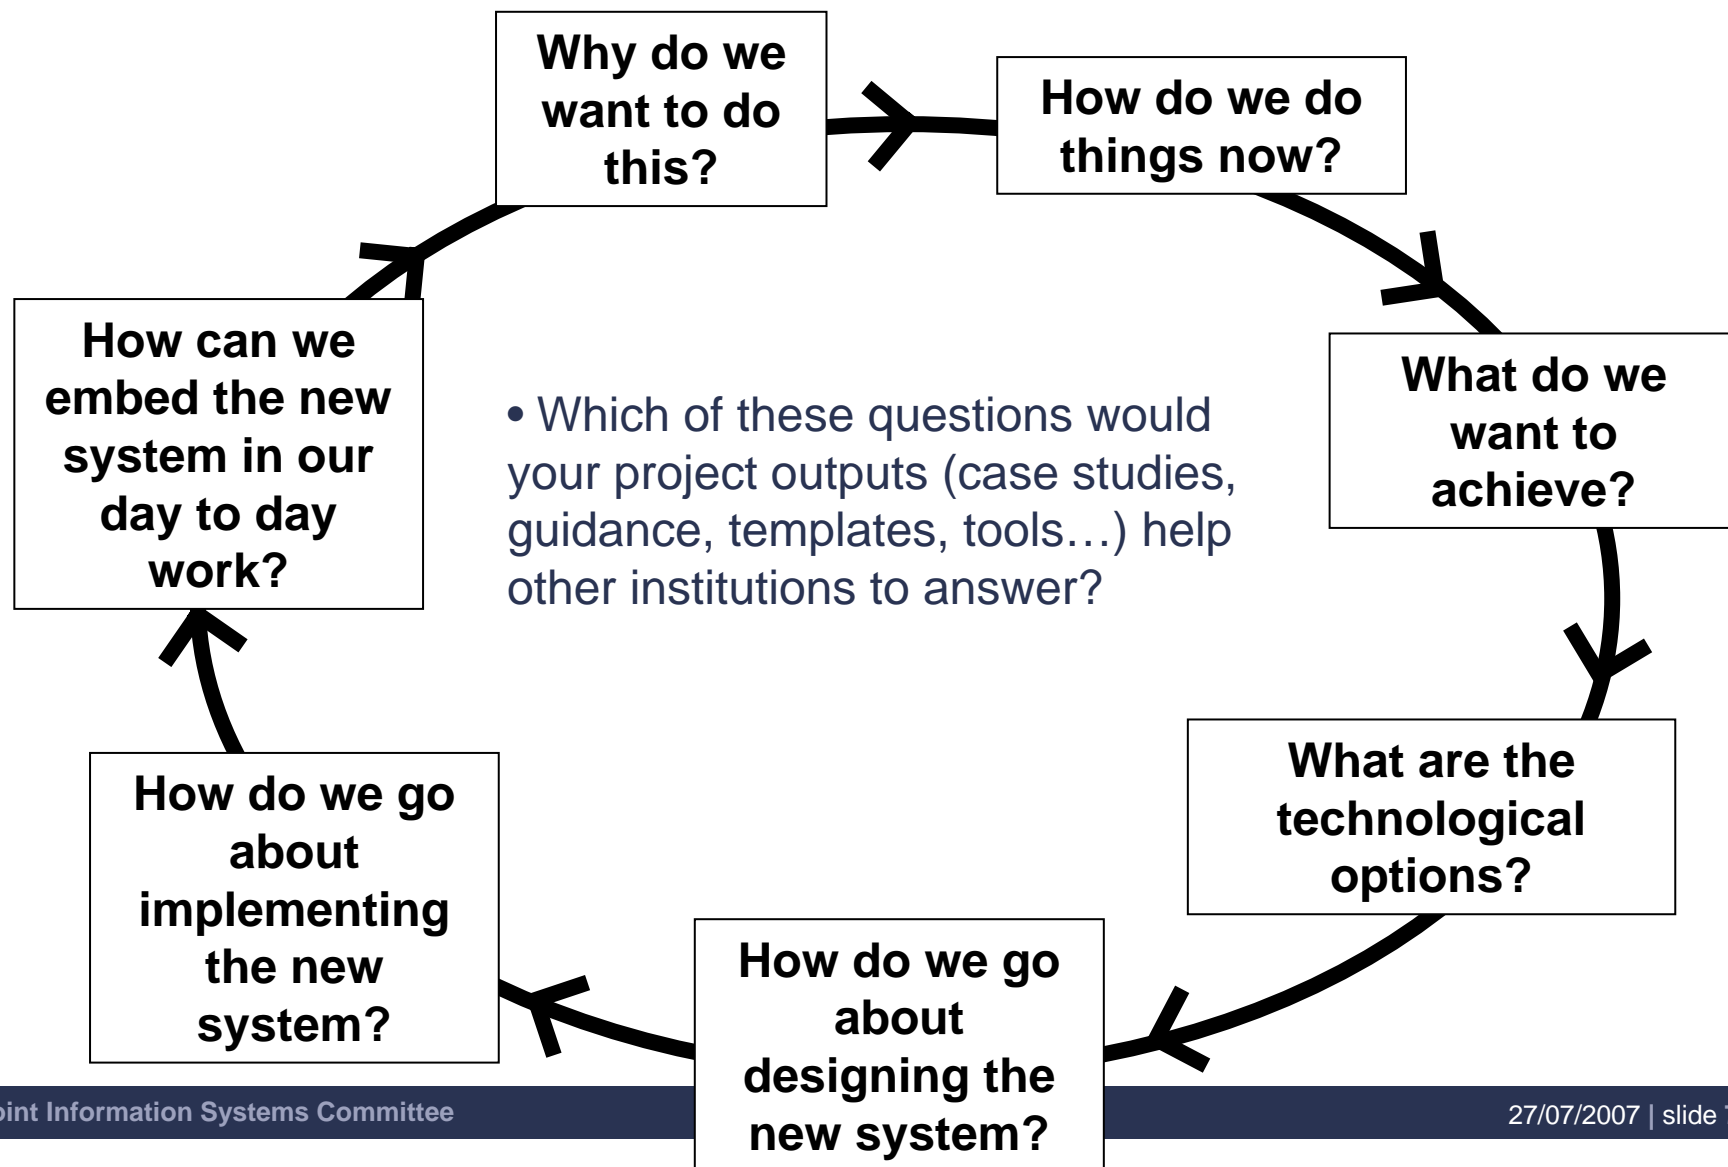 Why do we
want to do
this?
How do we do
things now?
What do we
want to
achieve?
What are the
technological
options?
How do we go
about
designing the
new system?
How do we go
about
implementing
the new
system?
How can we
embed the new
system in our
day to day
work?
• Which of these questions would
your project outputs (case studies,
guidance, templates, tools…) help
other institutions to answer?
oint Information Systems Committee
27/07/2007 | slide